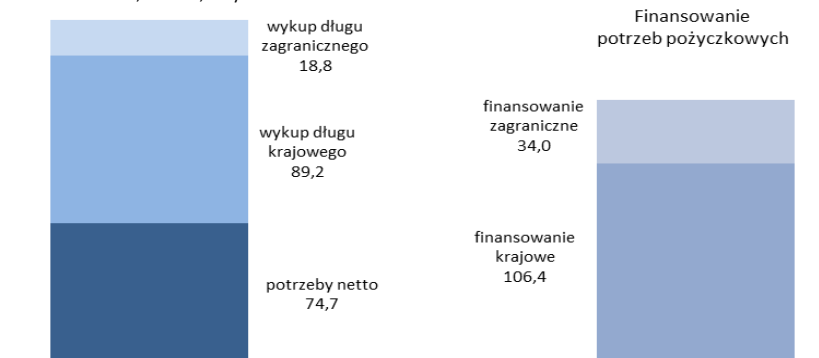 wykup długu
zagranicznego
18,8
wykup długu
krajowego
89,2
potrzeby netto
74,7
Finansowanie
potrzeb pożyczkowych
finansowanie
zagraniczne
34,0
finansowanie
krajowe
106,4